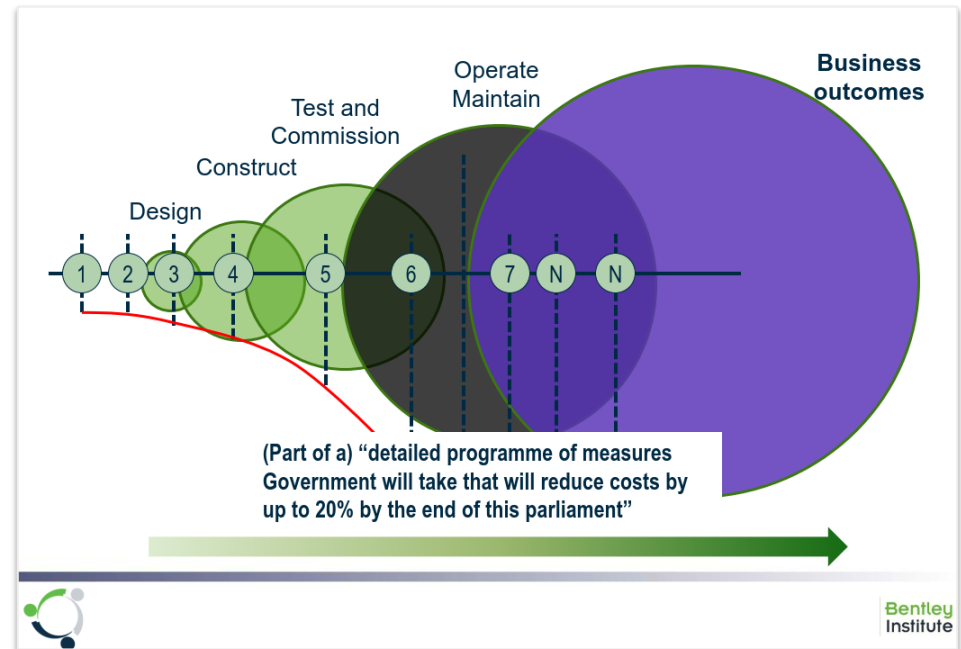 Business
outcomes
Operate
Maintain
Test and
Commission
Construct
Design
1 2 3 4 5 6 7 N N
(Part of a) “detailed programme of measures
Government will take that will reduce costs by
up to 20% by the end of this parliament”
Bentley
Institute